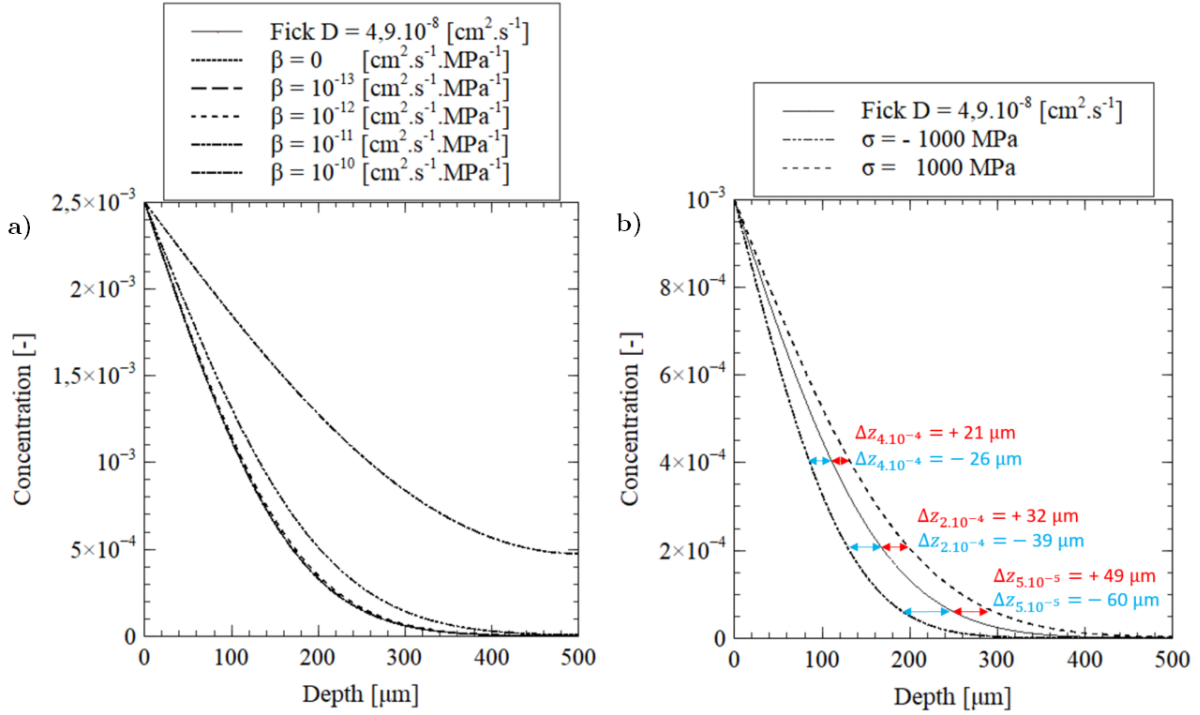 Fick D = 4,9.10⁻⁸ [cm².s⁻¹]
β = 0 [cm².s⁻¹.MPa⁻¹]
β = 10⁻¹³ [cm².s⁻¹.MPa⁻¹]
β = 10⁻¹² [cm².s⁻¹.MPa⁻¹]
β = 10⁻¹¹ [cm².s⁻¹.MPa⁻¹]
β = 10⁻¹⁰ [cm².s⁻¹.MPa⁻¹]
a)
2,5×10⁻³
2×10⁻³
1,5×10⁻³
10⁻³
5×10⁻⁴
0
Concentration [-]
0 100 200 300 400 500
Depth [μm]
Fick D = 4,9.10⁻⁸ [cm².s⁻¹]
σ = - 1000 MPa
σ = 1000 MPa
b)
10⁻³
8×10⁻⁴
6×10⁻⁴
4×10⁻⁴
2×10⁻⁴
0
Concentration [-]
Δz₄.₁₀₋₄ = + 21 μm
Δz₄.₁₀₋₄ = − 26 μm
Δz₂.₁₀₋₄ = + 32 μm
Δz₂.₁₀₋₄ = − 39 μm
Δz₅.₁₀₋₅ = + 49 μm
Δz₅.₁₀₋₅ = − 60 μm
0 100 200 300 400 500
Depth [μm]